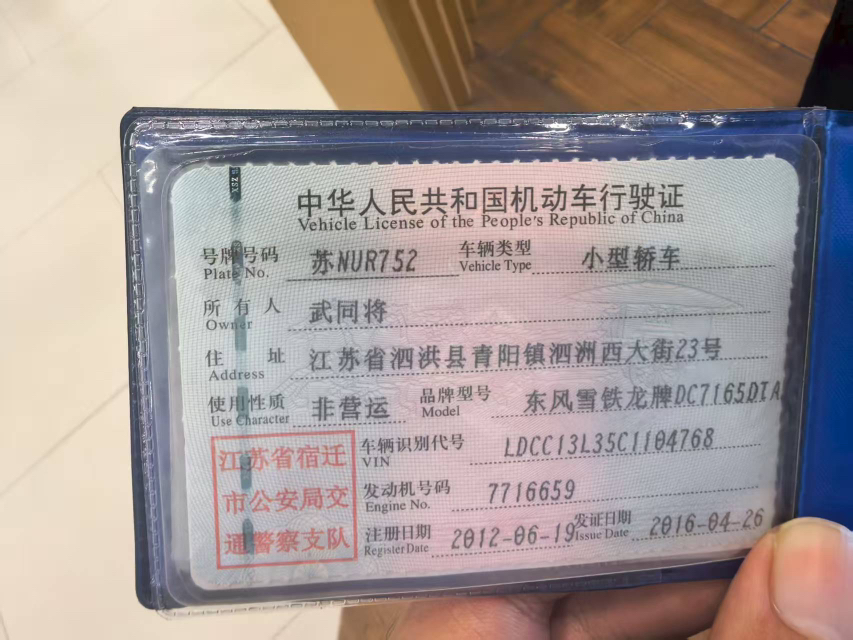 中华人民共和国机动车行驶证
Vehicle License of the People's Republic of China
号牌号码 苏NUR752 车辆类型 小型轿车
Plate No. Vehicle Type
所有人 武同将
Owner
住址 江苏省泗洪县青阳镇泗洲西大街23号
Address
使用性质 非营运 品牌型号 东风雪铁龙牌DC7165DTA
Use Character Model
江苏省宿迁
市公安局交
通警察支队
车辆识别代号 LDCC13L35C1104768
VIN
发动机号码 7716659
Engine No.
注册日期 2012-06-19 发证日期 2016-04-26
Register Date Issue Date